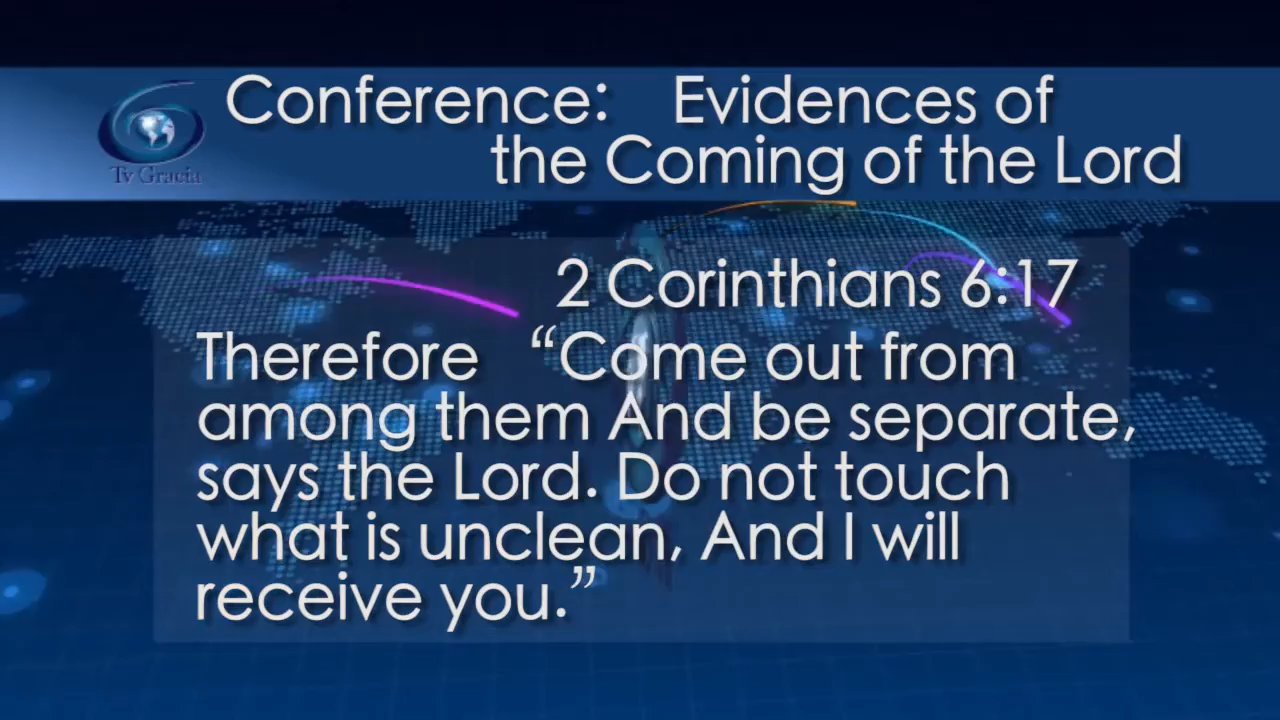 Conference: Evidences of
the Coming of the Lord
Tv Gracia
2 Corinthians 6:17
Therefore “Come out from
among them And be separate,
says the Lord. Do not touch
what is unclean, And I will
receive you.”